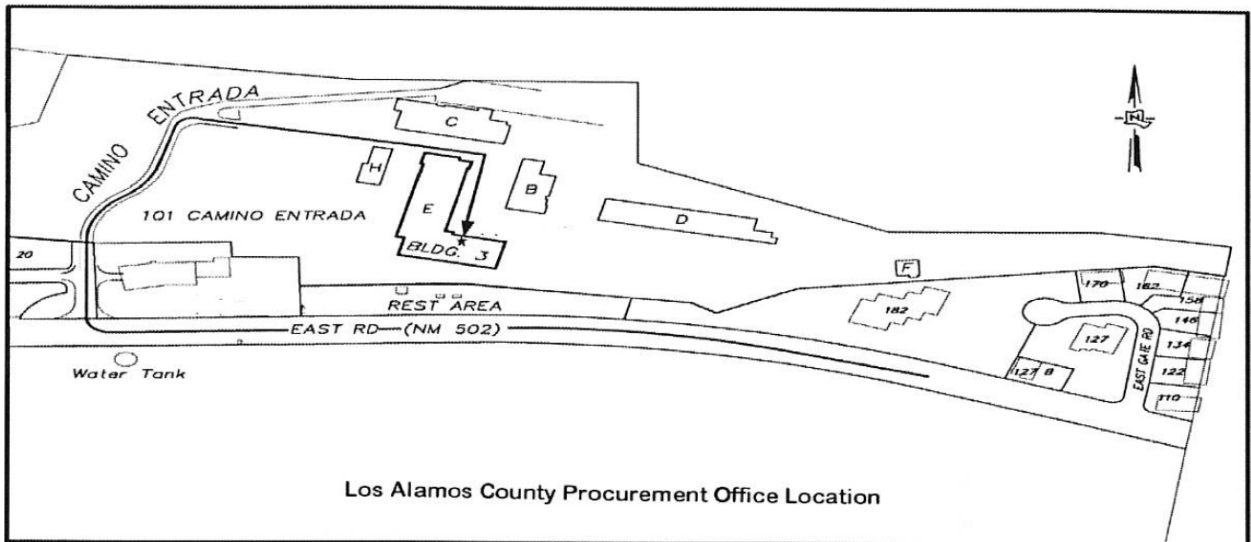 CAMINO ENTRADA
N
C
H
B
E
D
101 CAMINO ENTRADA
BLDG. 3
20
F
REST AREA
170
162
158
182
146
EAST RD—(NM 502)
127
134
EAST GATE RD
Water Tank
127
B
122
110
Los Alamos County Procurement Office Location